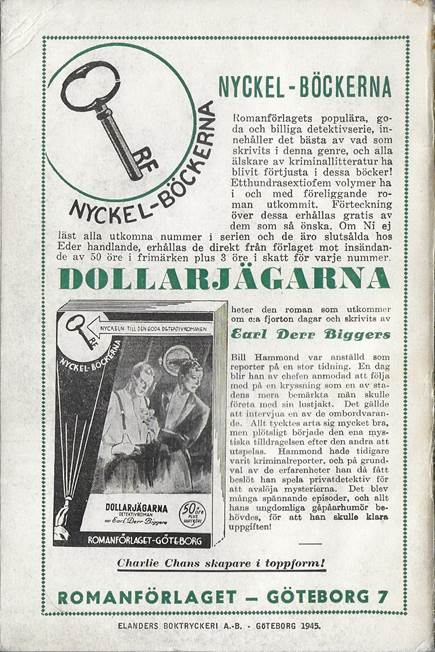 NYCKEL-BÖCKERNA
RF
NYCKEL-BÖCKERNA
Romanförlagets populära, go-
da och billiga detektivserie, in-
nehåller det bästa av vad som
skrivits i denna genre, och alla
älskare av kriminallitteratur ha
blivit förtjusta i dessa böcker!
Etthundrasextiofem volymer ha
i och med föreliggande ro-
man utkommit. Förteckning
över dessa erhållas gratis av
dem som så önska. Om Ni ej
läst alla utkomna nummer i serien och de äro slutsålda hos
Eder handlande, erhållas de direkt från förlaget mot insändan-
de av 50 öre i frimärken plus 3 öre i skatt för varje nummer.
DOLLARJÄGARNA
heter den roman som utkommer
om c:a fjorton dagar och skrivits av
Earl Derr Biggers
NYCKELN TILL DEN GODA DETEKTIVROMANEN
RF
NYCKEL-BÖCKERNA
DOLLARJÄGARNA
DETEKTIVROMAN
av Earl Derr Biggers
50 ÖRE
PLUS
ROMANFÖRLAGET-GÖTEBORG
Bill Hammond var anställd som
reporter på en stor tidning. En dag
blir han av chefen anmodad att följa
med på en kryssning som en av sta-
dens mera bemärkta män skulle
företa med sin lustjakt. Det gällde
att intervjua en av de ombordvaran-
de. Allt tycktes arta sig mycket bra,
men plötsligt började den ena mys-
tiska tilldragelsen efter den andra att
utspelas. Hammond hade tidigare
varit kriminalreporter, och på grund-
val av de erfarenheter han då fått
beslöt han spela privatdetektiv för
att avslöja mysterierna. Det blev
många spännande episoder, och allt
hans ungdomliga gåpåarhumör be-
hövdes, för att han skulle klara
uppgiften!
Charlie Chans skapare i toppform!
ROMANFÖRLAGET — GÖTEBORG 7
ELANDERS BOKTRYCKERI A.-B. - GÖTEBORG 1945.